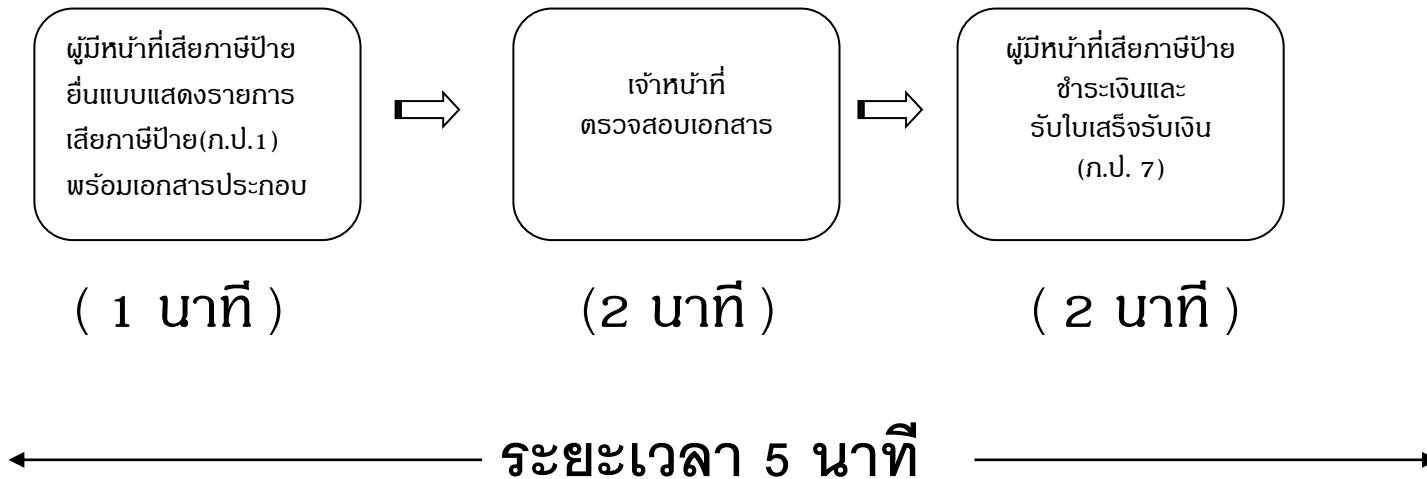 ผู้มีหน้าที่เสียภาษีป้าย
ยื่นแบบแสดงรายการ
เสียภาษีป้าย(ภ.ป.1)
พร้อมเอกสารประกอบ
เจ้าหน้าที่
ตรวจสอบเอกสาร
ผู้มีหน้าที่เสียภาษีป้าย
ชำระเงินและ
รับใบเสร็จรับเงิน
(ภ.ป. 7)
( 1 นาที )
(2 นาที )
( 2 นาที )
ระยะเวลา 5 นาที